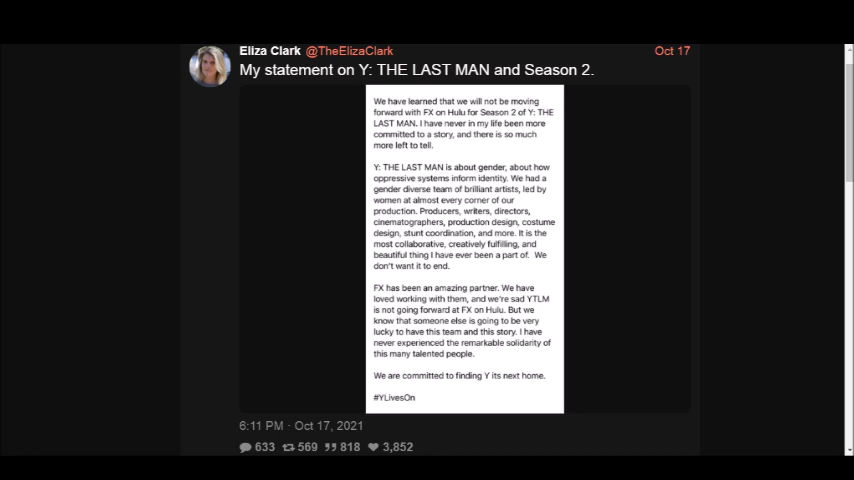 Eliza Clark @TheElizaClark Oct 17
My statement on Y: THE LAST MAN and Season 2.
We have learned that we will not be moving
forward with FX on Hulu for Season 2 of Y: THE
LAST MAN. I have never in my life been more
committed to a story, and there is so much
more left to tell.
Y: THE LAST MAN is about gender, about how
oppressive systems inform identity. We had a
gender diverse team of brilliant artists, led by
women at almost every corner of our
production. Producers, writers, directors,
cinematographers, production design, costume
design, stunt coordination, and more. It is the
most collaborative, creatively fulfilling, and
beautiful thing I have ever been a part of. We
don't want it to end.
FX has been an amazing partner. We have
loved working with them, and we're sad YTLM
is not going forward at FX on Hulu. But we
know that someone else is going to be very
lucky to have this team and this story. I have
never experienced the remarkable solidarity of
this many talented people.
We are committed to finding Y its next home.
#YLivesOn
6:11 PM · Oct 17, 2021
633 569 818 3,852